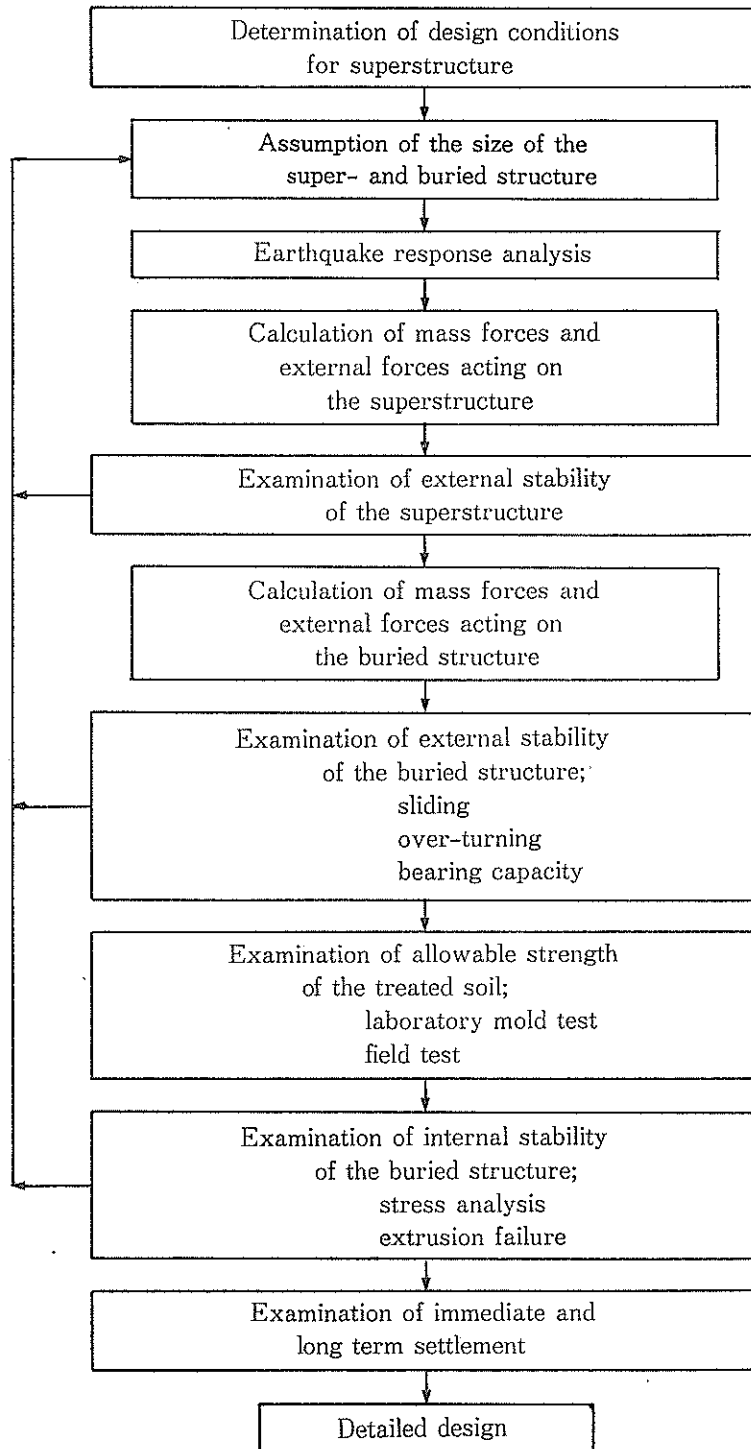 Determination of design conditions
for superstructure
Assumption of the size of the
super- and buried structure
Earthquake response analysis
Calculation of mass forces and
external forces acting on
the superstructure
Examination of external stability
of the superstructure
Calculation of mass forces and
external forces acting on
the buried structure
Examination of external stability
of the buried structure;
sliding
over-turning
bearing capacity
Examination of allowable strength
of the treated soil;
laboratory mold test
field test
Examination of internal stability
of the buried structure;
stress analysis
extrusion failure
Examination of immediate and
long term settlement
Detailed design